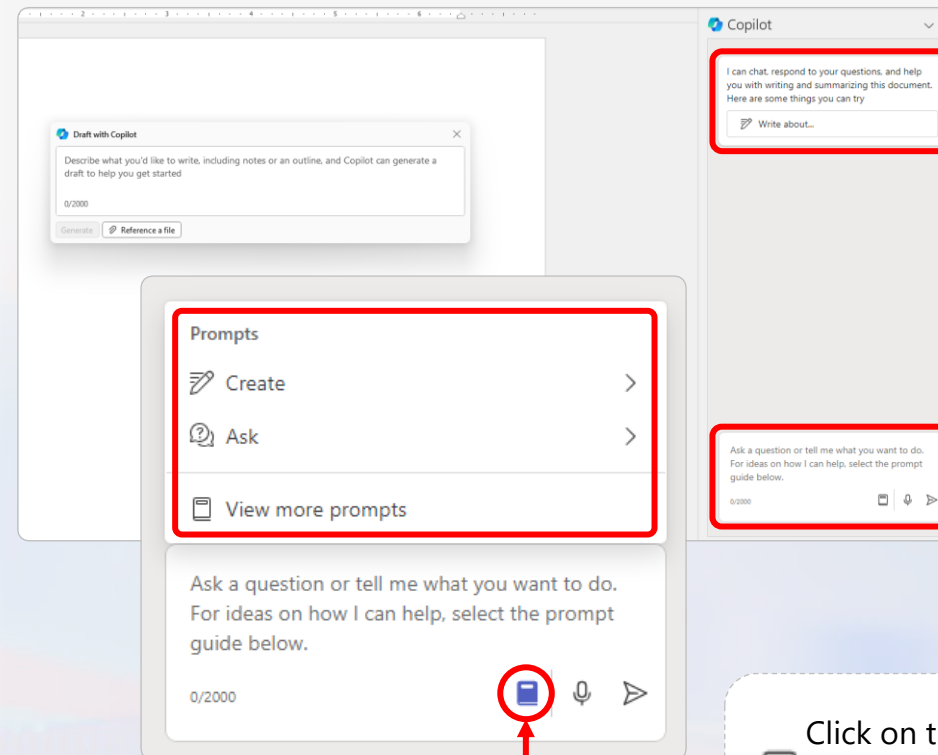 2 3 4 5 6
Copilot
I can chat, respond to your questions, and help
you with writing and summarizing this document.
Here are some things you can try
Write about...
Draft with Copilot
Describe what you'd like to write, including notes or an outline, and Copilot can generate a
draft to help you get started
0/2000
Generate
Reference a file
Prompts
Create
Ask
View more prompts
Ask a question or tell me what you want to do.
For ideas on how I can help, select the prompt
guide below.
0/2000
Ask a question or tell me what you want to do.
For ideas on how I can help, select the prompt
guide below.
0/2000
Click on t